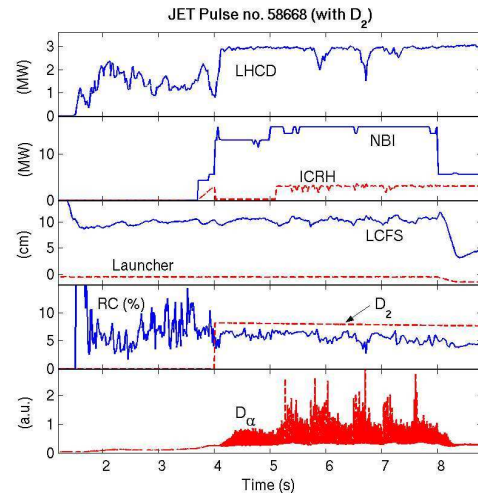 JET Pulse no. 58668 (with D2)
3
2
1
0
(MW)
LHCD
10
0
(MW)
NBI
ICRH
10
5
0
(cm)
LCFS
Launcher
10
5
0
RC (%)
D2
2
1
0
(a.u.)
Dα
2 3 4 5 6 7 8
Time (s)